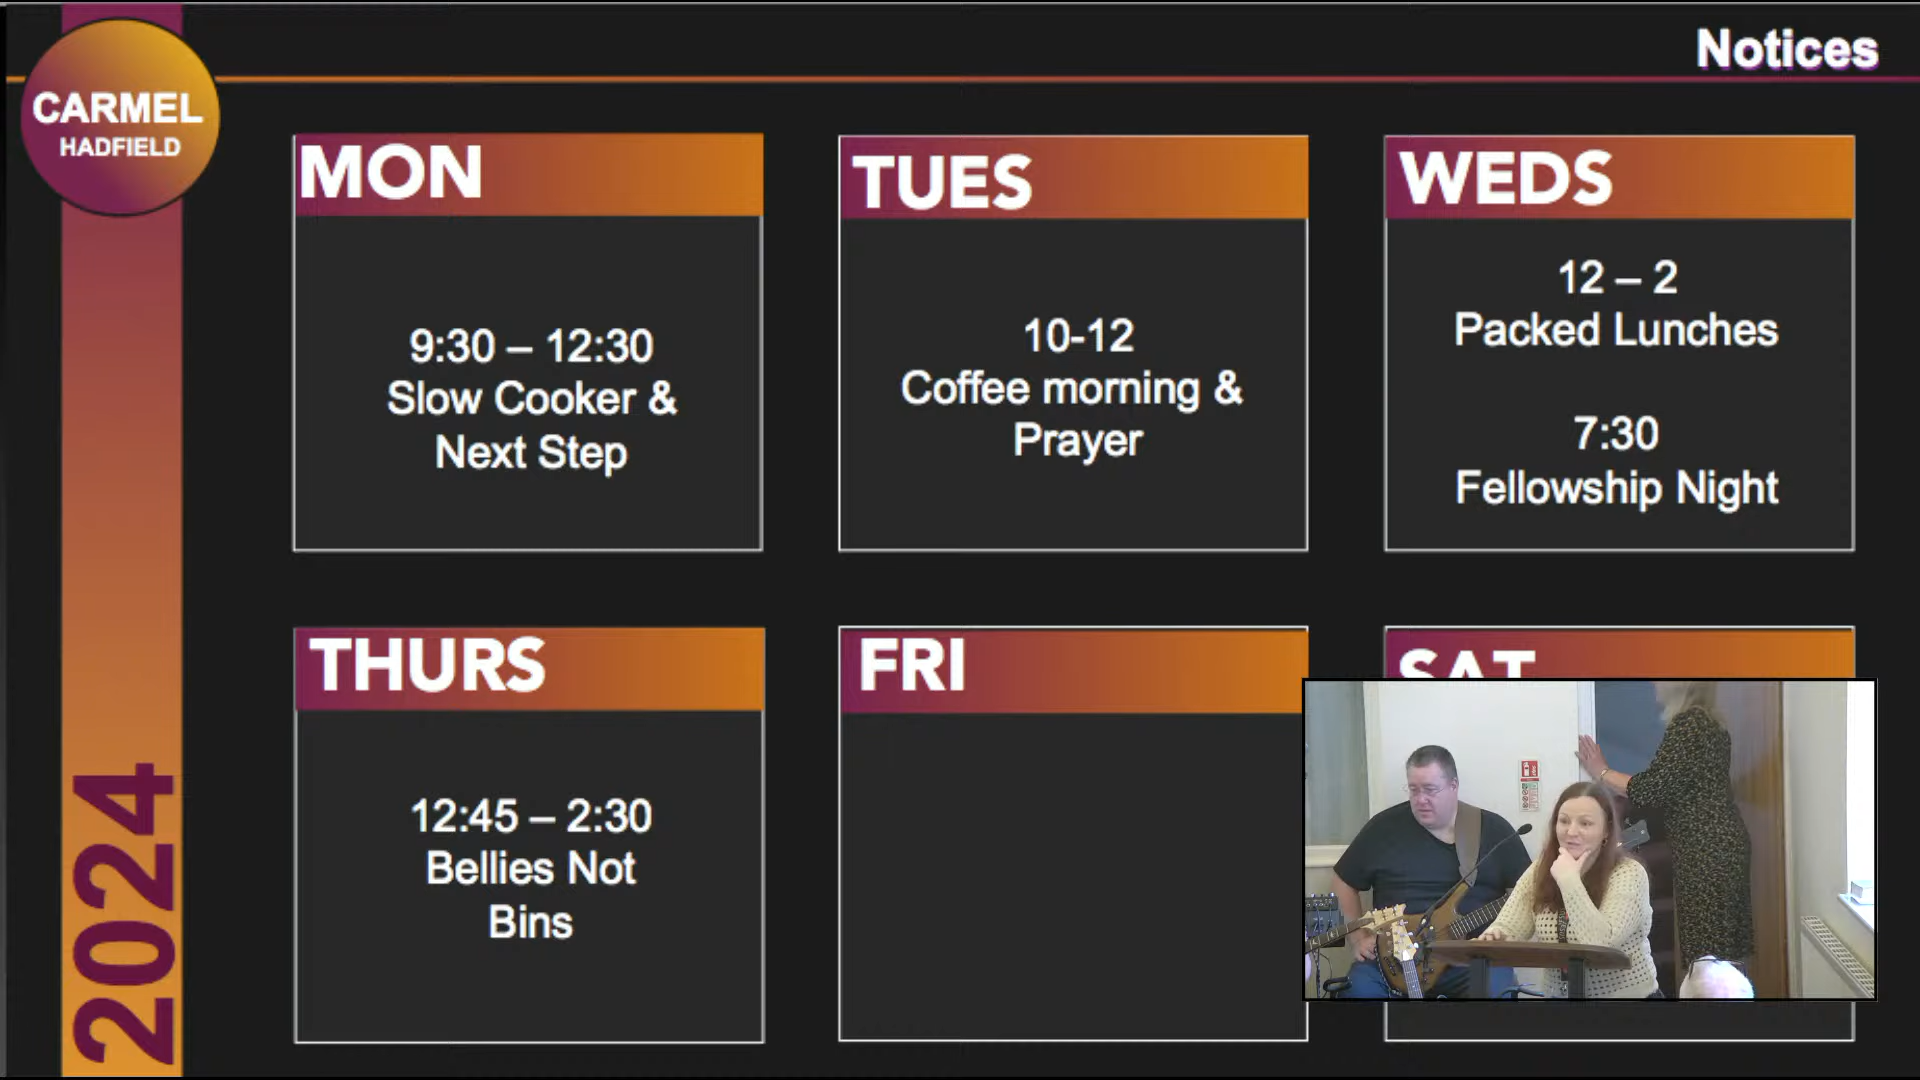 Notices
CARMEL
HADFIELD
MON
9:30 – 12:30
Slow Cooker &
Next Step
TUES
10-12
Coffee morning &
Prayer
WEDS
12 – 2
Packed Lunches
7:30
Fellowship Night
THURS
12:45 – 2:30
Bellies Not
Bins
FRI
SAT
2024